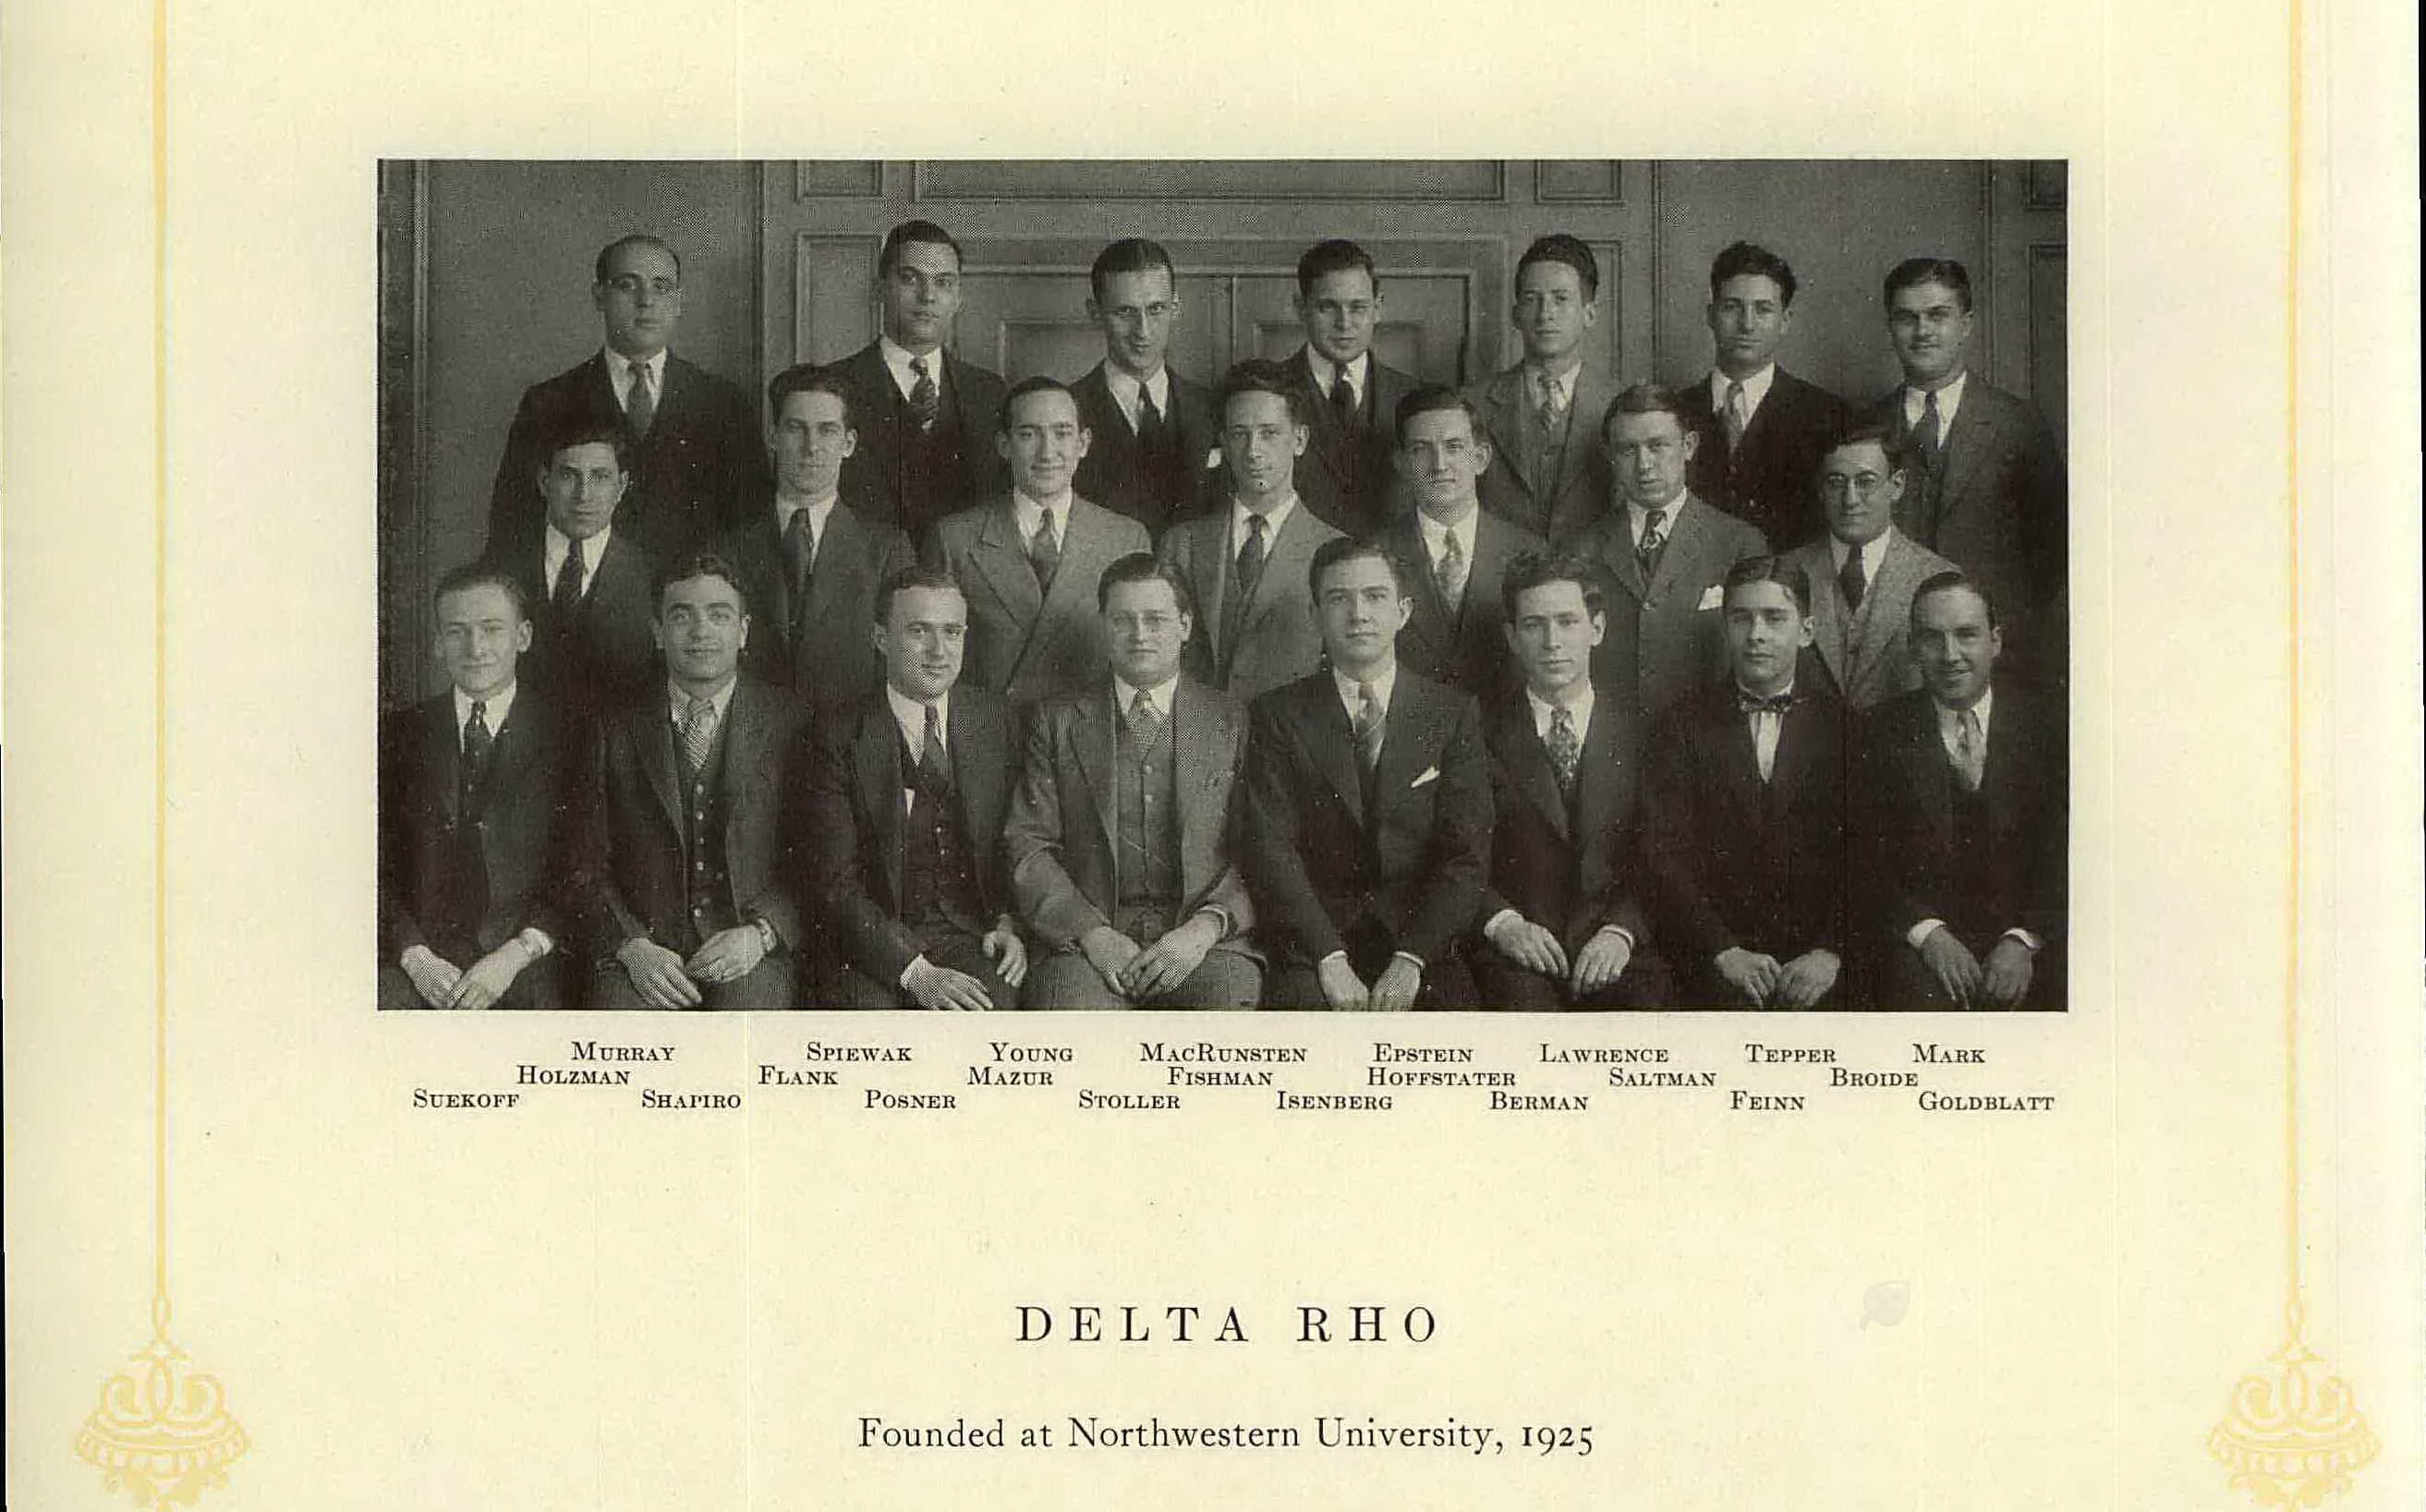 MURRAY SPIEWAK YOUNG MACRUNSTEN EPSTEIN LAWRENCE TEPPER MARK
HOLZMAN FLANK MAZUR FISHMAN HOFFSTATER SALTMAN BROIDE
SUEKOFF SHAPIRO POSNER STOLLER ISENBERG BERMAN FEINN GOLDBLATT
DELTA RHO
Founded at Northwestern University, 1925